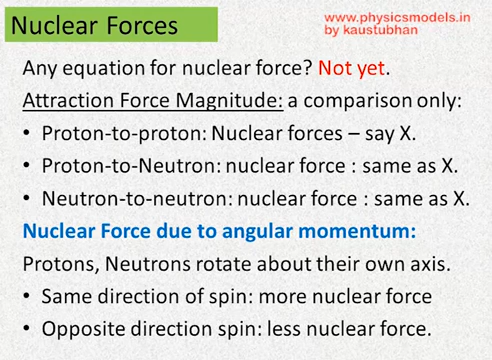 Nuclear Forces
www.physicsmodels.in
by kaustubhan
Any equation for nuclear force? Not yet.
Attraction Force Magnitude: a comparison only:
• Proton-to-proton: Nuclear forces – say X.
• Proton-to-Neutron: nuclear force : same as X.
• Neutron-to-neutron: nuclear force : same as X.
Nuclear Force due to angular momentum:
Protons, Neutrons rotate about their own axis.
• Same direction of spin: more nuclear force
• Opposite direction spin: less nuclear force.